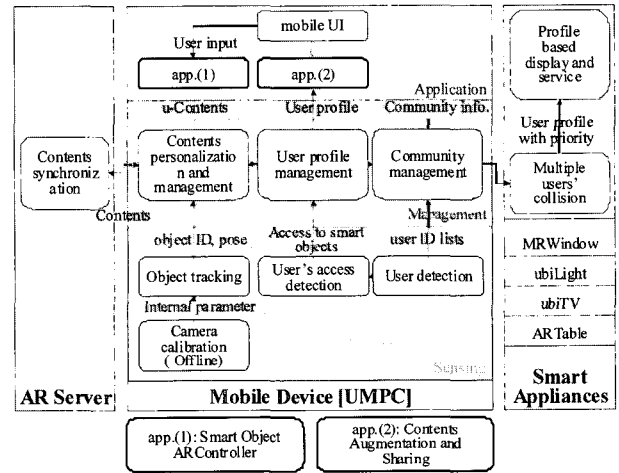 mobile UI
User input
app.(1)
app.(2)
Profile
based
display and
service
Application
u-Contents
User profile
Community info.
User profile
with priority
Contents
synchroniz
ation
Contents
personalizatio
n and
management
User profile
management
Community
management
Multiple
users'
collision
Contents
Management
object ID, pose
Access to smart
objects
user ID lists
MRWindow
Object tracking
User's access
detection
User detection
ubiLight
Internal parameter
ubiTV
Camera
calibration
( Offline)
ARTable
Sensing
AR Server
Mobile Device [UMPC]
Smart
Appliances
app.(1): Smart Object
ARController
app.(2): Contents
Augmentation and
Sharing